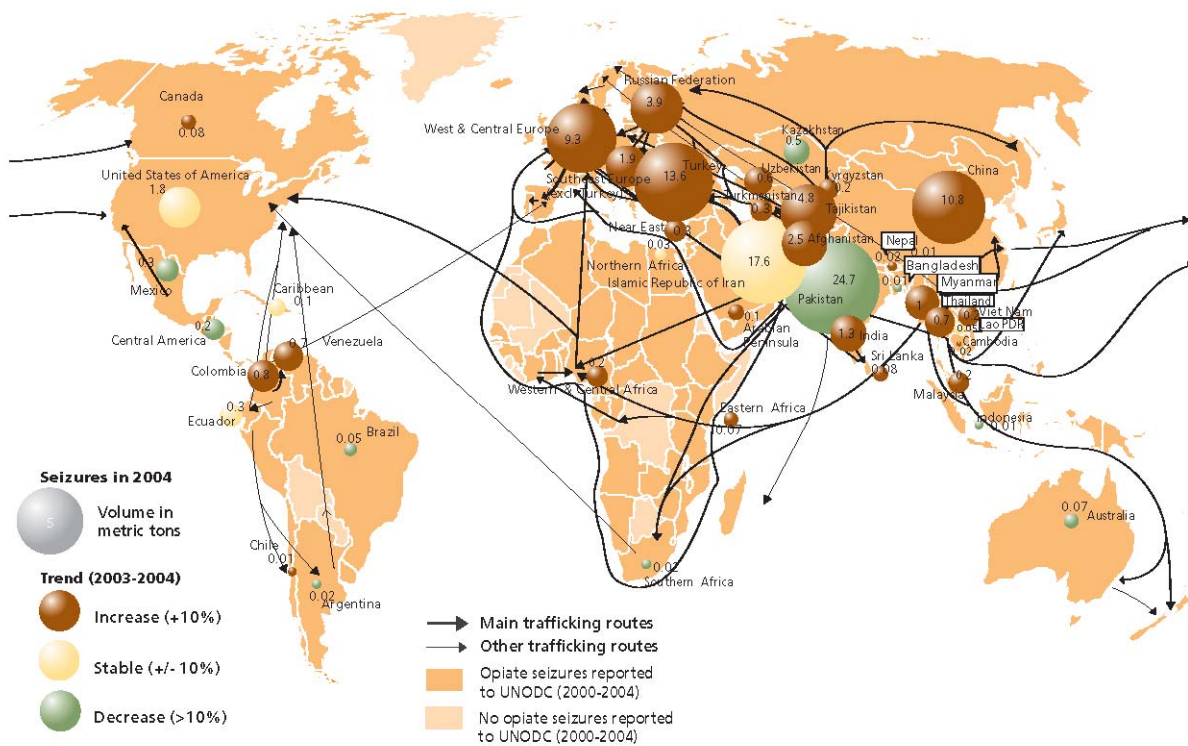 Canada
0.08
United States of America
1.8
0.3
Mexico
Caribbean
0.1
0.2
Central America
0.7
Venezuela
Colombia
0.8
0.3
Ecuador
0.05
Brazil
Chile
0.01
0.02
Argentina
Russian Federation
3.9
West & Central Europe
9.3
1.9
Southeast Europe
(excl. Turkey)
Turkey
13.6
Kazakhstan
0.5
Uzbekistan
0.6
Kyrgyzstan
0.2
Turkmenistan
0.3
4.8
Tajikistan
China
10.8
2.5
Afghanistan
Near East
0.3
0.03
Northern Africa
Islamic Republic of Iran
17.6
24.7
Pakistan
Nepal
0.02
0.01
Bangladesh
0.01
Myanmar
1
Thailand
0.7
Viet Nam
Lao PDR
0.05
Cambodia
0.1
Arabian
Peninsula
1.3
India
Sri Lanka
0.08
0.2
Malaysia
Indonesia
0.01
0.2
Western & Central Africa
Eastern Africa
0.07
0.02
Southern Africa
0.07
Australia
Seizures in 2004
5
Volume in
metric tons
Trend (2003-2004)
Increase (+10%)
Stable (+/- 10%)
Decrease (>10%)
Main trafficking routes
Other trafficking routes
Opiate seizures reported
to UNODC (2000-2004)
No opiate seizures reported
to UNODC (2000-2004)